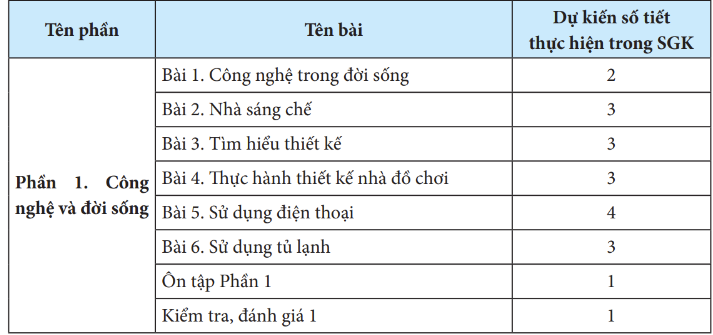 Tên phần Tên bài Dự kiến số tiết
thực hiện trong SGK
Phần 1. Công
nghệ và đời sống
Bài 1. Công nghệ trong đời sống 2
Bài 2. Nhà sáng chế 3
Bài 3. Tìm hiểu thiết kế 3
Bài 4. Thực hành thiết kế nhà đồ chơi 3
Bài 5. Sử dụng điện thoại 4
Bài 6. Sử dụng tủ lạnh 3
Ôn tập Phần 1 1
Kiểm tra, đánh giá 1 1